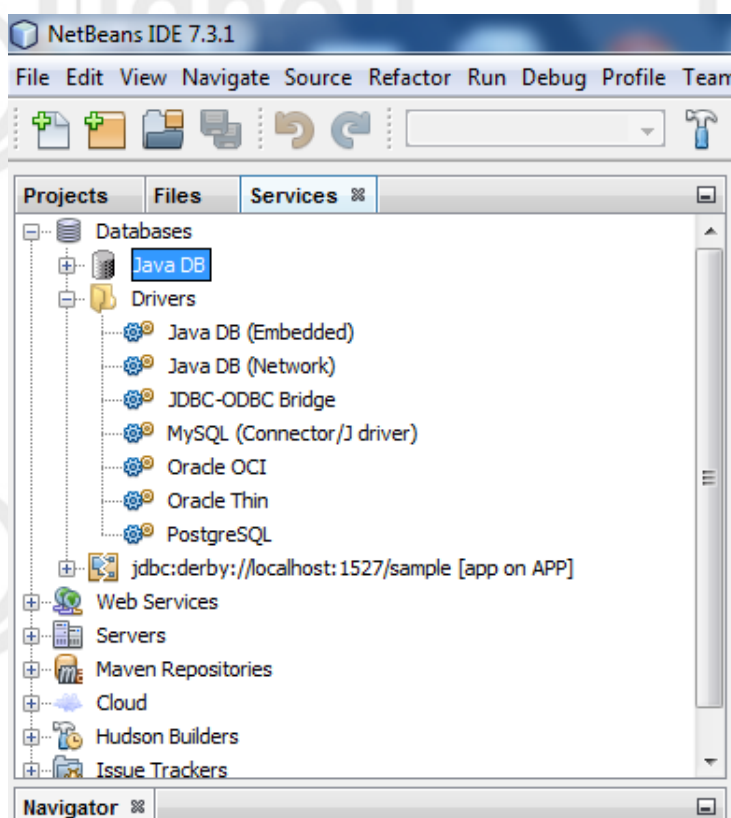 NetBeans IDE 7.3.1
File Edit View Navigate Source Refactor Run Debug Profile Team
Projects Files Services
Databases
Java DB
Drivers
Java DB (Embedded)
Java DB (Network)
JDBC-ODBC Bridge
MySQL (Connector/J driver)
Oracle OCI
Oracle Thin
PostgreSQL
jdbc:derby://localhost:1527/sample [app on APP]
Web Services
Servers
Maven Repositories
Cloud
Hudson Builders
Issue Trackers
Navigator